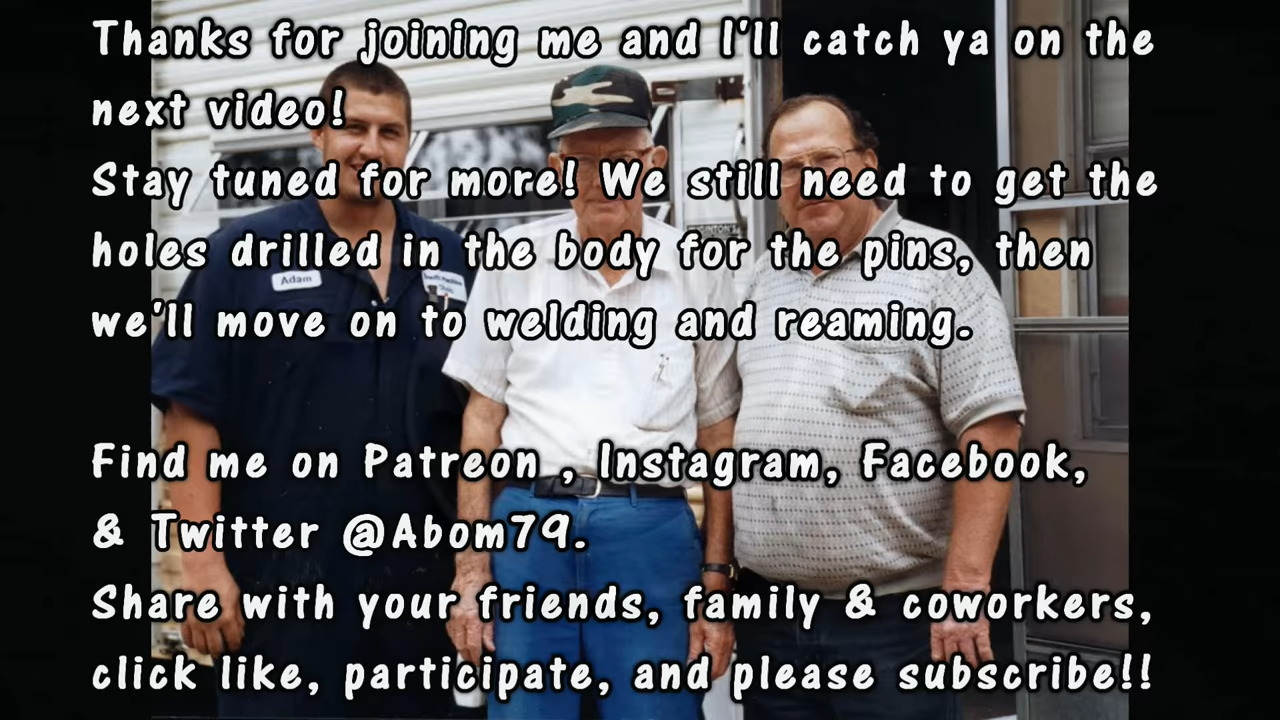 Thanks for joining me and I'll catch ya on the
next video!
Stay tuned for more! We still need to get the
holes drilled in the body for the pins, then
we'll move on to welding and reaming.
Adam
Find me on Patreon , Instagram, Facebook,
& Twitter @Abom79.
Share with your friends, family & coworkers,
click like, participate, and please subscribe!!